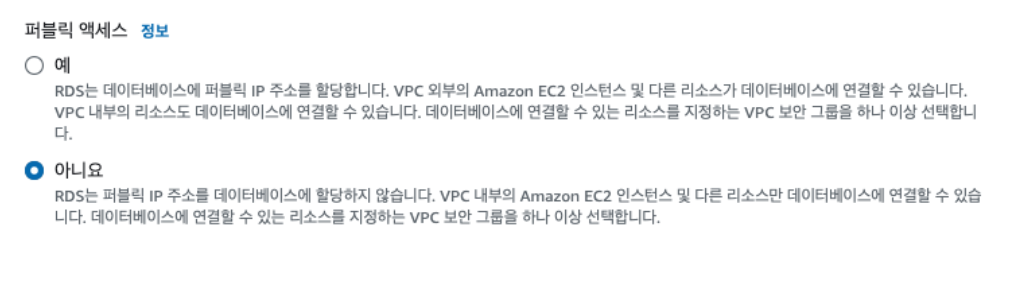 퍼블릭 액세스 정보
예
RDS는 데이터베이스에 퍼블릭 IP 주소를 할당합니다. VPC 외부의 Amazon EC2 인스턴스 및 다른 리소스가 데이터베이스에 연결할 수 있습니다.
VPC 내부의 리소스도 데이터베이스에 연결할 수 있습니다. 데이터베이스에 연결할 수 있는 리소스를 지정하는 VPC 보안 그룹을 하나 이상 선택합니
다.
아니요
RDS는 퍼블릭 IP 주소를 데이터베이스에 할당하지 않습니다. VPC 내부의 Amazon EC2 인스턴스 및 다른 리소스만 데이터베이스에 연결할 수 있습
니다. 데이터베이스에 연결할 수 있는 리소스를 지정하는 VPC 보안 그룹을 하나 이상 선택합니다.